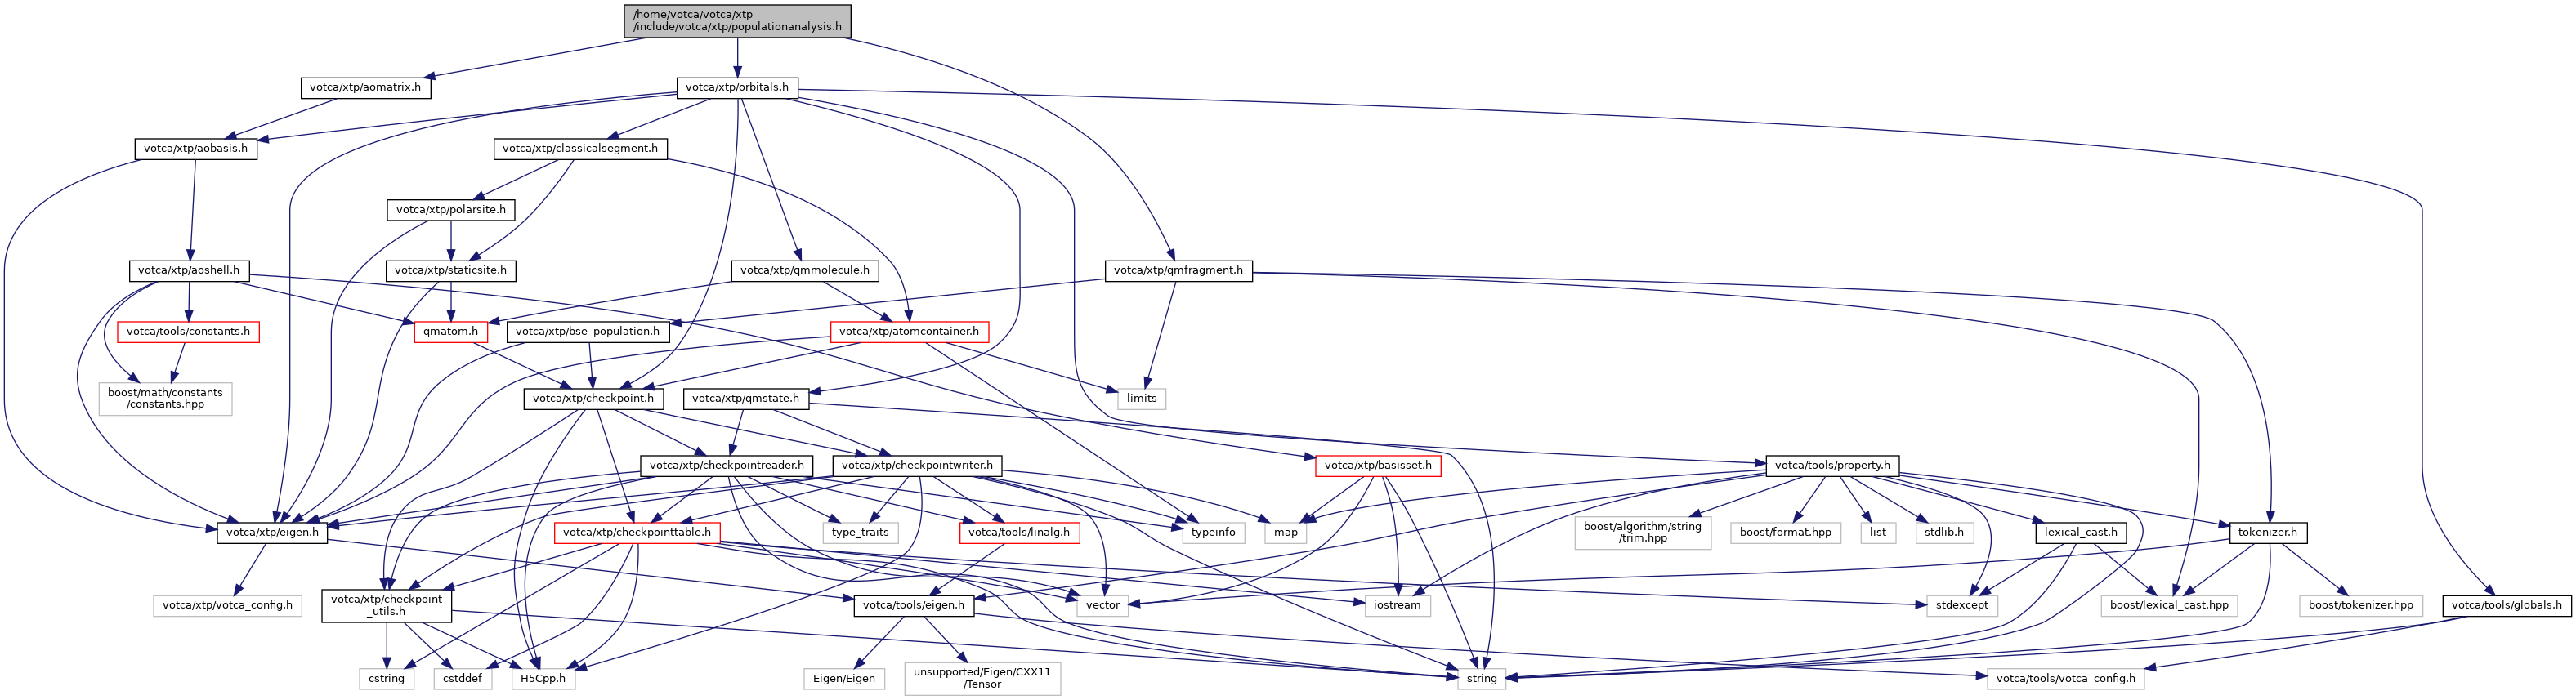 /home/votca/votca/xtp
/include/votca/xtp/populationanalysis.h
votca/xtp/aomatrix.h
votca/xtp/orbitals.h
votca/xtp/aobasis.h
votca/xtp/classicalsegment.h
votca/xtp/polarsite.h
votca/xtp/aoshell.h
votca/xtp/staticsite.h
votca/xtp/qmmolecule.h
votca/xtp/qmfragment.h
votca/tools/constants.h
qmatom.h
votca/xtp/bse_population.h
votca/xtp/atomcontainer.h
boost/math/constants
/constants.hpp
votca/xtp/checkpoint.h
votca/xtp/qmstate.h
limits
votca/xtp/checkpointreader.h
votca/xtp/checkpointwriter.h
votca/xtp/basisset.h
votca/tools/property.h
votca/xtp/eigen.h
votca/xtp/checkpointtable.h
type_traits
votca/tools/linalg.h
typeinfo
map
boost/algorithm/string
/trim.hpp
boost/format.hpp
list
stdlib.h
lexical_cast.h
tokenizer.h
votca/xtp/votca_config.h
votca/xtp/checkpoint
_utils.h
votca/tools/eigen.h
vector
iostream
stdexcept
boost/lexical_cast.hpp
boost/tokenizer.hpp
votca/tools/globals.h
cstring
cstddef
H5Cpp.h
Eigen/Eigen
unsupported/Eigen/CXX11
/Tensor
string
votca/tools/votca_config.h